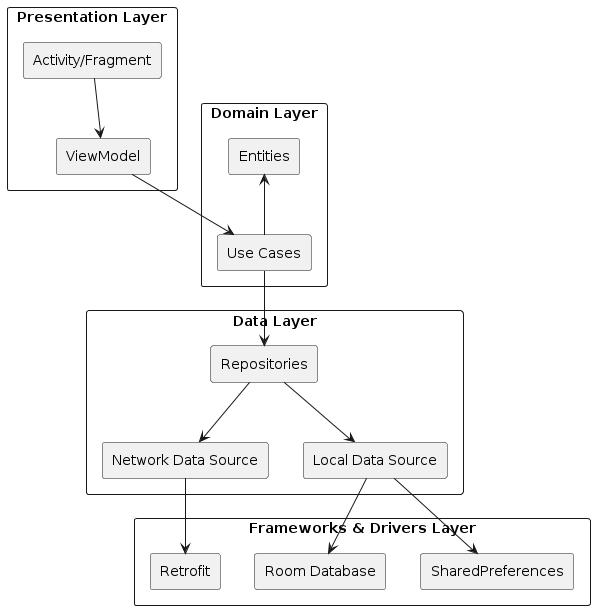 Presentation Layer
Activity/Fragment
ViewModel
Domain Layer
Entities
Use Cases
Data Layer
Repositories
Network Data Source
Local Data Source
Frameworks & Drivers Layer
Retrofit
Room Database
SharedPreferences